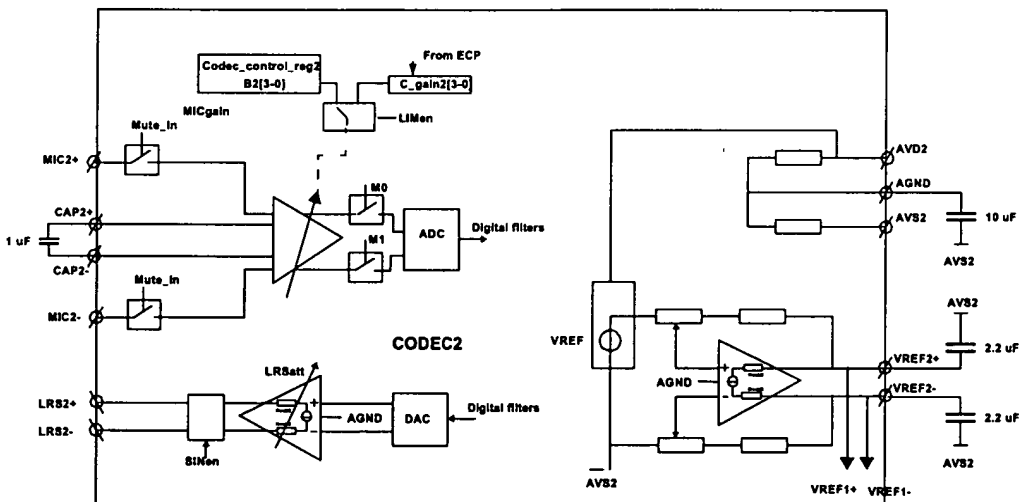 From ECP
Codec_control_reg2
B2[3-0]
C_gain2[3-0]
MICgain
LIMen
Mute_In
MIC2+
CAP2+
1 uF
CAP2-
Mute_In
MIC2-
M0
M1
ADC
Digital filters
CODEC2
LRSatt
LRS2+
LRS2-
SINen
+
-
AGND
DAC
Digital filters
AVD2
AGND
AVS2
10 uF
AVS2
AVS2
VREF
2.2 uF
VREF2+
+
AGND
-
VREF2-
2.2 uF
AVS2
AVS2
VREF1+
VREF1-